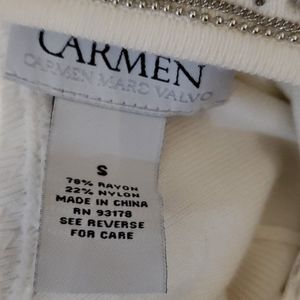 CARMEN
CARMEN MARC VALVO
S
78% RAYON
22% NYLON
MADE IN CHINA
RN 93178
SEE REVERSE
FOR CARE